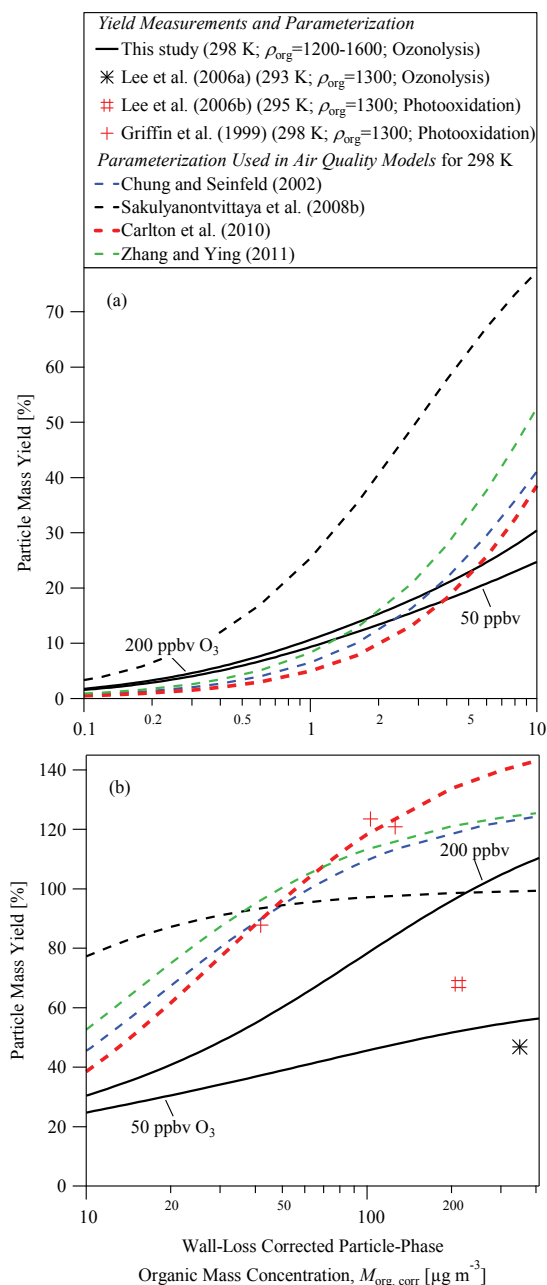 Yield Measurements and Parameterization
This study (298 K; ρorg=1200-1600; Ozonolysis)
Lee et al. (2006a) (293 K; ρorg=1300; Ozonolysis)
Lee et al. (2006b) (295 K; ρorg=1300; Photooxidation)
Griffin et al. (1999) (298 K; ρorg=1300; Photooxidation)
Parameterization Used in Air Quality Models for 298 K
Chung and Seinfeld (2002)
Sakulyanontvittaya et al. (2008b)
Carlton et al. (2010)
Zhang and Ying (2011)
(a)
Particle Mass Yield [%]
70
60
50
40
30
20
10
0
200 ppbv O3
50 ppbv
0.1
0.2
0.5
1
2
5
10
(b)
Particle Mass Yield [%]
140
120
100
80
60
40
20
0
200 ppbv
50 ppbv O3
10
20
50
100
200
Wall-Loss Corrected Particle-Phase
Organic Mass Concentration, Morg, corr [µg m⁻³]